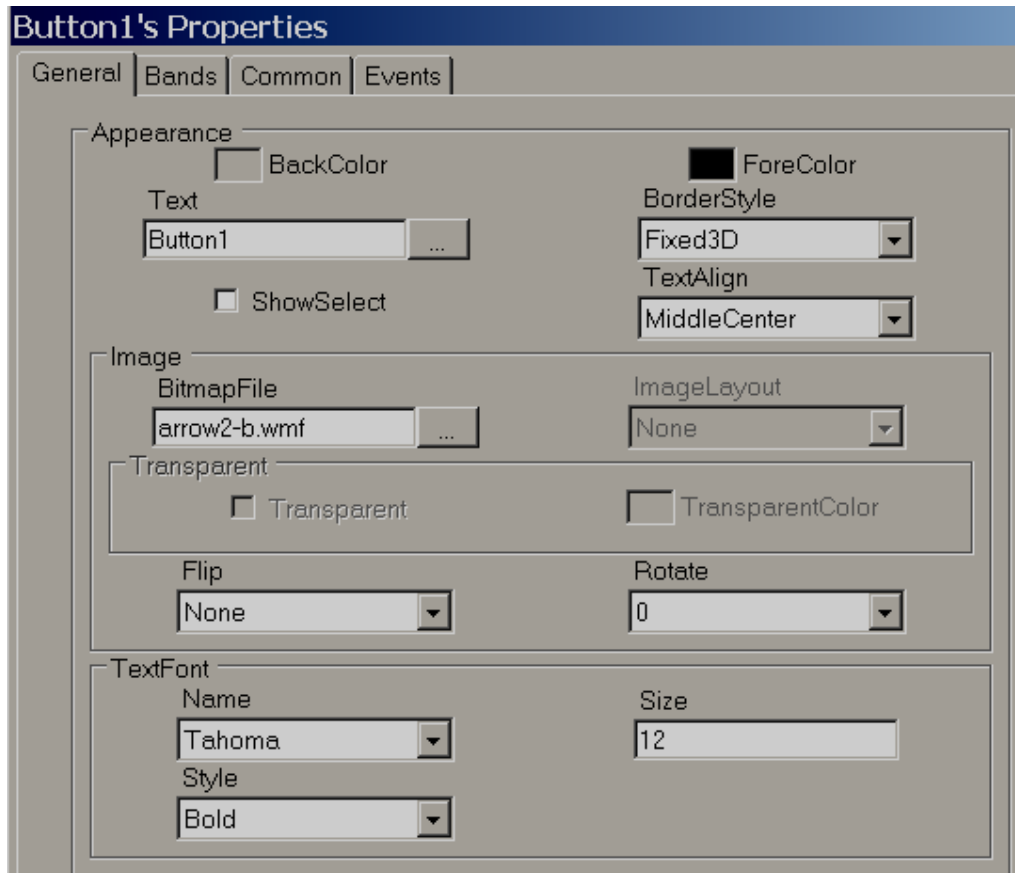 Button1's Properties
General Bands Common Events
Appearance
BackColor ForeColor
Text BorderStyle
Button1 ... Fixed3D
TextAlign
ShowSelect
MiddleCenter
Image
BitmapFile ImageLayout
arrow2-b.wmf ... None
Transparent
Transparent TransparentColor
Flip Rotate
None 0
TextFont
Name Size
Tahoma 12
Style
Bold